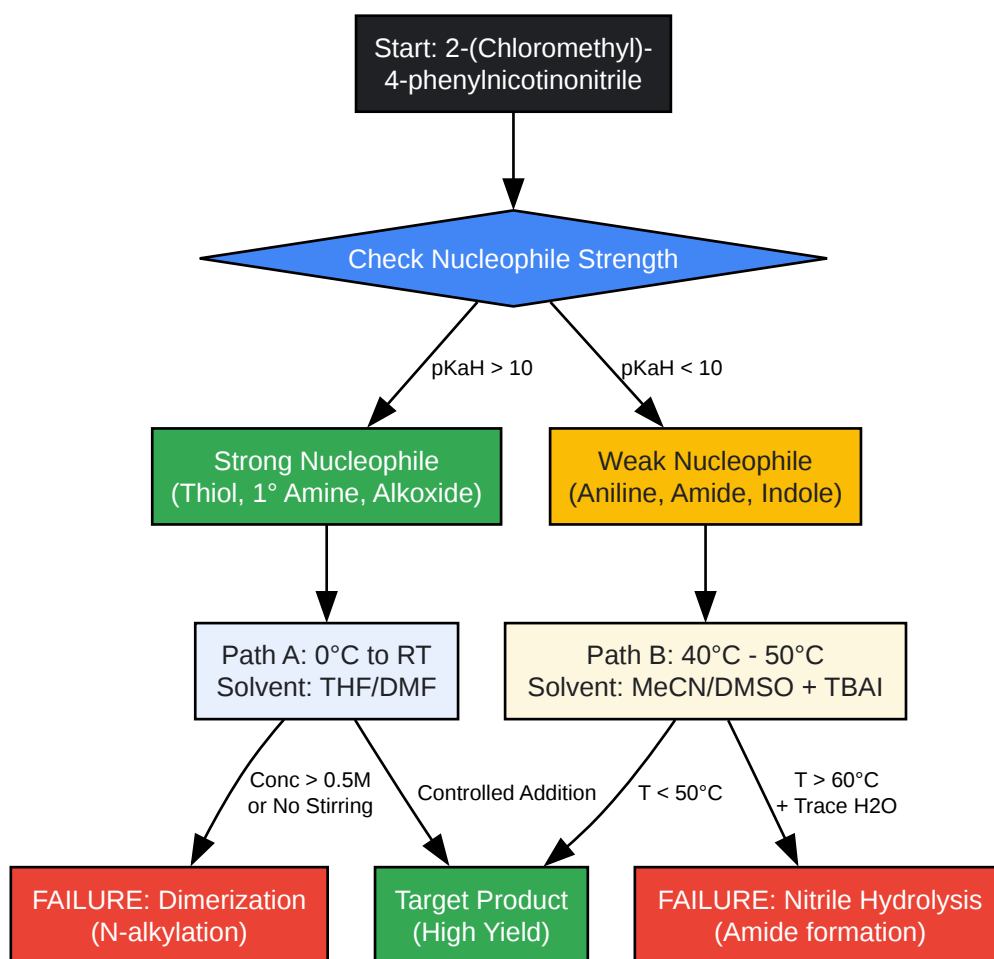 Start: 2-(Chloromethyl)-
4-phenylnicotinonitrile
Check Nucleophile Strength
pKaH > 10
pKaH < 10
Strong Nucleophile
(Thiol, 1° Amine, Alkoxide)
Weak Nucleophile
(Aniline, Amide, Indole)
Path A: 0°C to RT
Solvent: THF/DMF
Path B: 40°C - 50°C
Solvent: MeCN/DMSO + TBAI
Conc > 0.5M
or No Stirring
Controlled Addition
T < 50°C
T > 60°C
+ Trace H2O
FAILURE: Dimerization
(N-alkylation)
Target Product
(High Yield)
FAILURE: Nitrile Hydrolysis
(Amide formation)